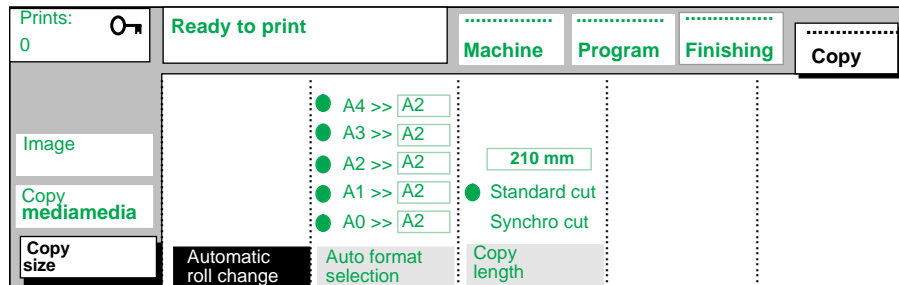 Prints:
0
Ready to print
Machine
Program
Finishing
Copy
Image
Copy
mediamedia
Copy
size
Automatic
roll change
A4 >> A2
A3 >> A2
A2 >> A2
A1 >> A2
A0 >> A2
Auto format
selection
210 mm
Standard cut
Synchro cut
Copy
length